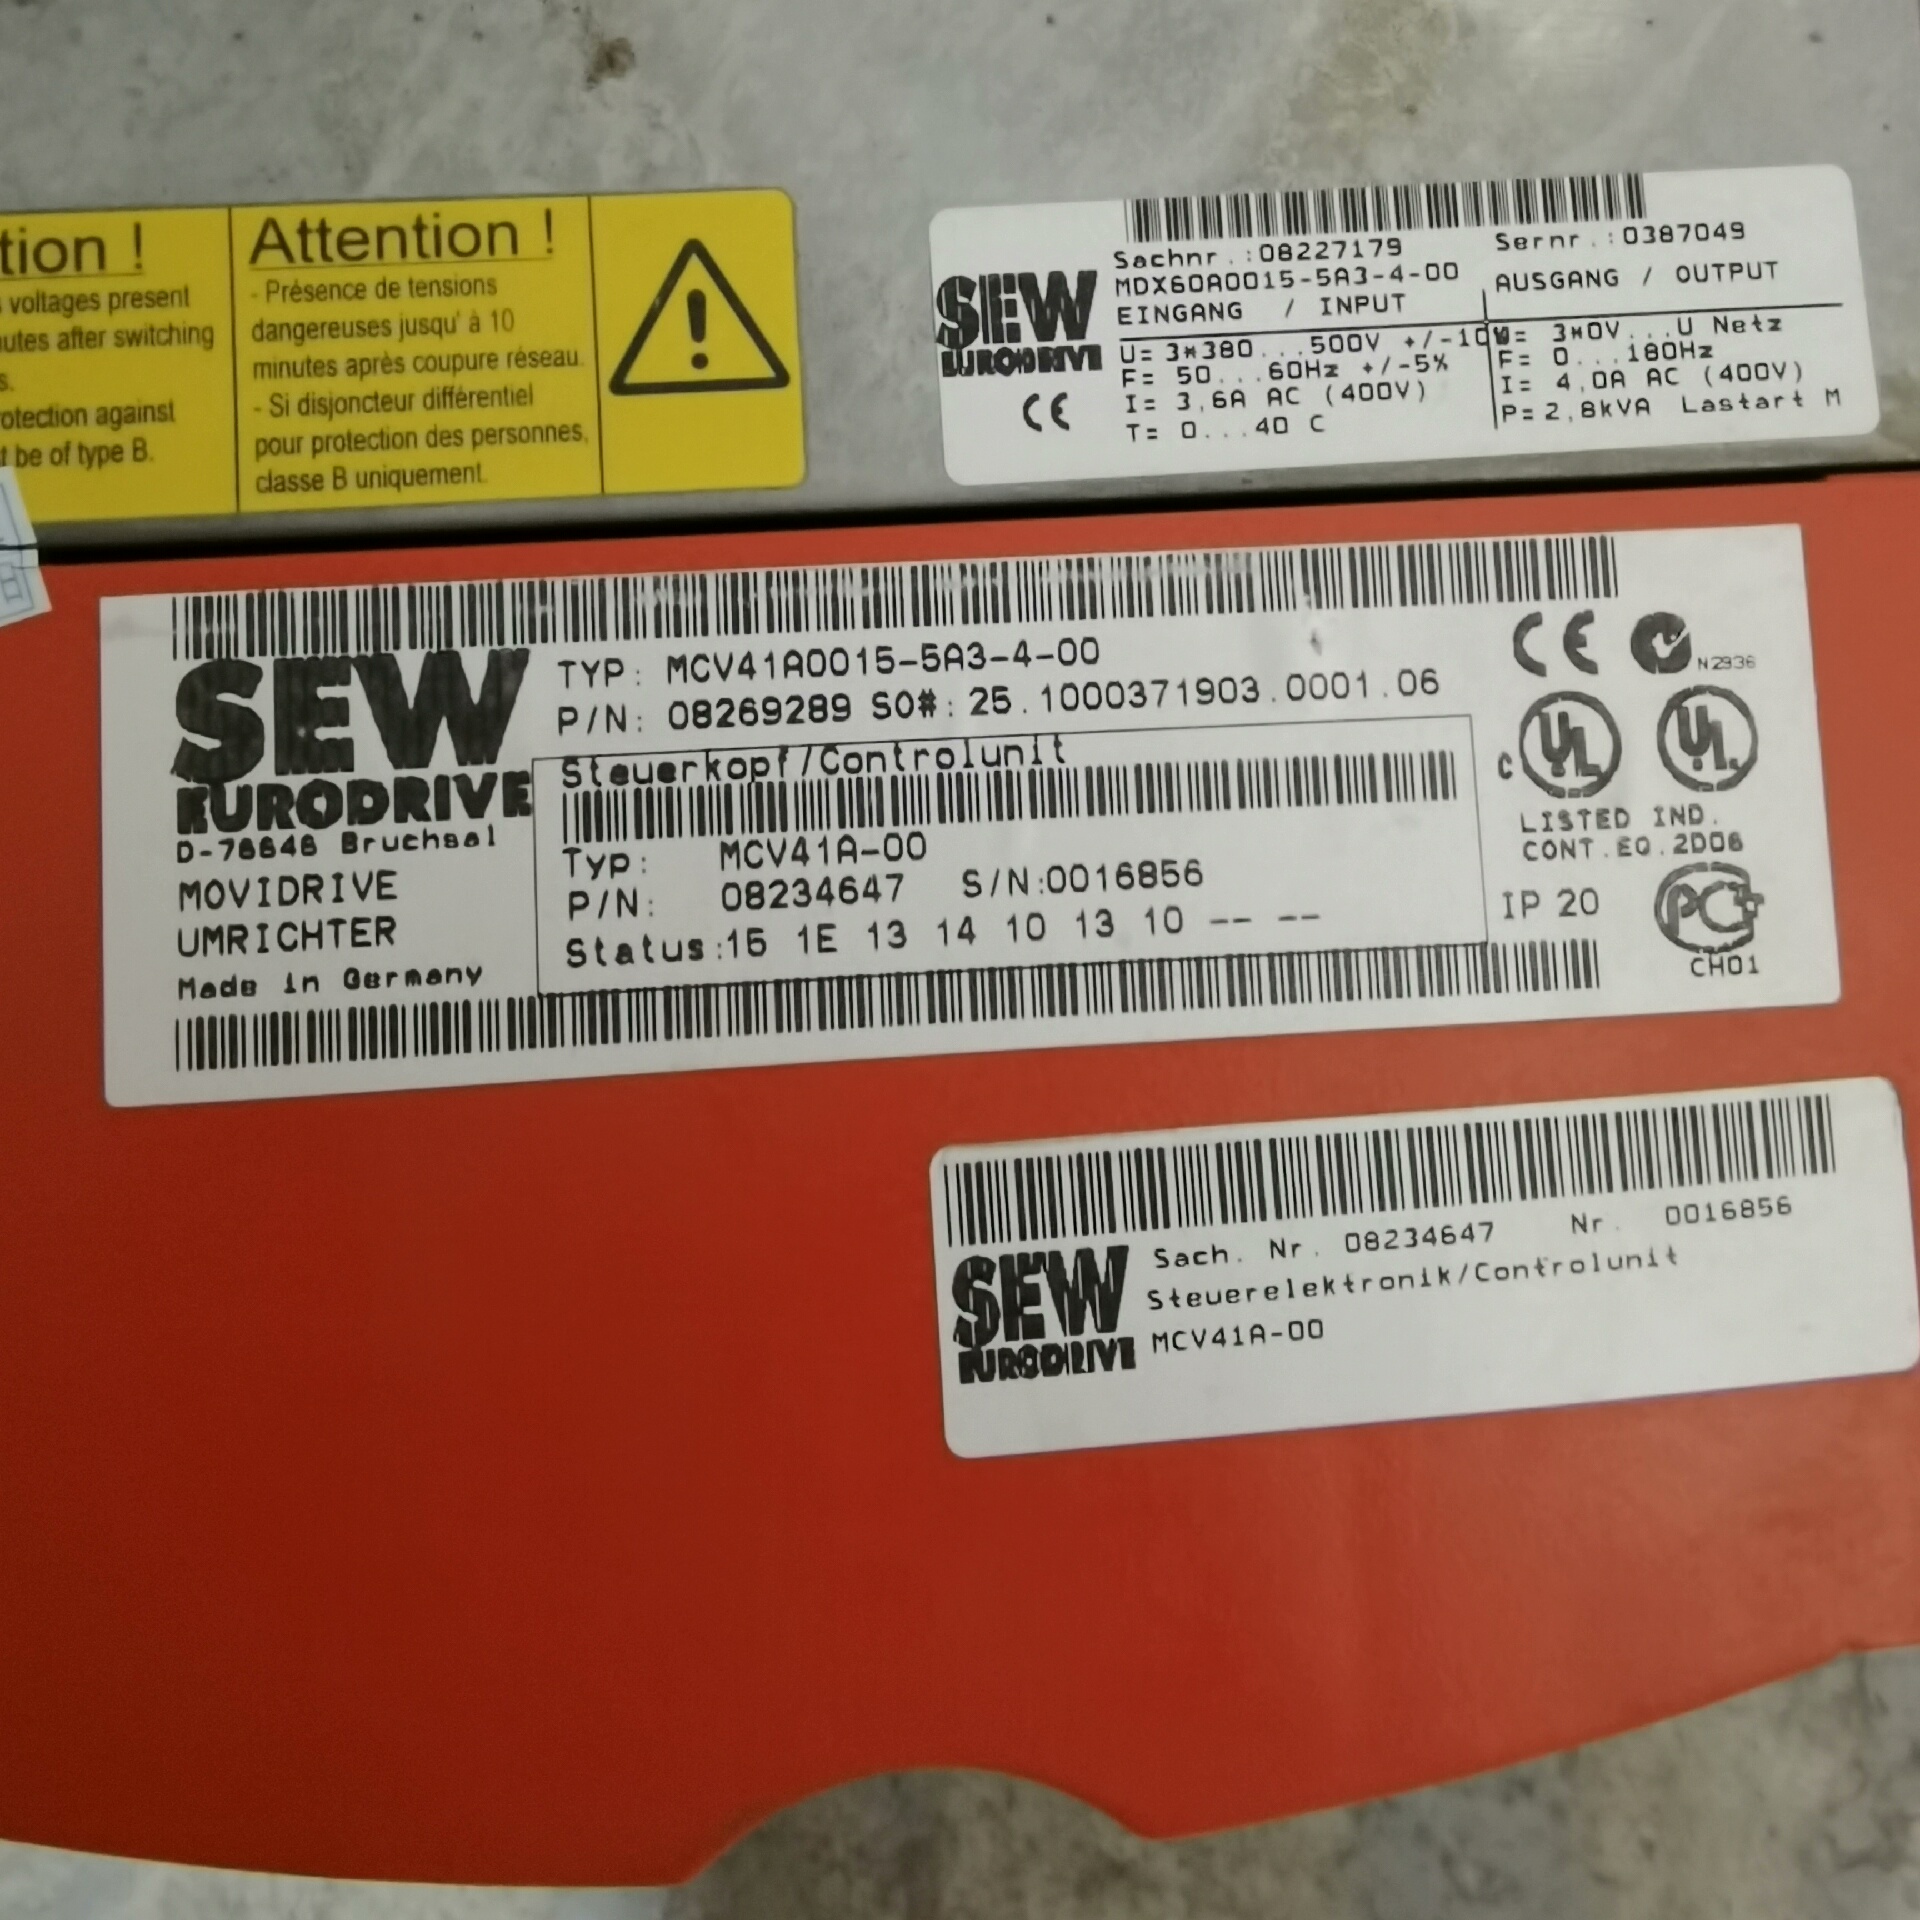 tion !
voltages present
utes after switching
s.
otection against
t be of type B.
Attention !
- Présence de tensions
dangereuses jusqu' à 10
minutes après coupure réseau.
- Si disjoncteur différentiel
pour protection des personnes,
classe B uniquement.
SEW
EURODRIVE
CE
Sachnr.:08227179 Sernr.:0387049
MDX60A0015-5A3-4-00
EINGANG / INPUT
U= 3*380...500V +/-10
F= 50...60Hz +/-5%
I= 3,6A AC (400V)
T= 0...40 C
AUSGANG / OUTPUT
3*0V...U Netz
F= 0...180Hz
I= 4,0A AC (400V)
P= 2,8kVA Lastart M
SEW
EURODRIVE
D-76646 Bruchsal
MOVIDRIVE
UMRICHTER
Made in Germany
TYP: MCV41A0015-5A3-4-00
P/N: 08269289 SO#: 25.1000371903.0001.06
Steuerkopf/Controlunit
Typ: MCV41A-00
P/N: 08234647 S/N:0016856
Status:15 1E 13 14 10 13 10 -- --
CE N2936
c UL UL
LISTED IND.
CONT.EQ.2D06
IP 20
CH01
SEW
EURODRIVE
Sach. Nr. 08234647 Nr. 0016856
Steuerelektronik/Controlunit
MCV41A-00